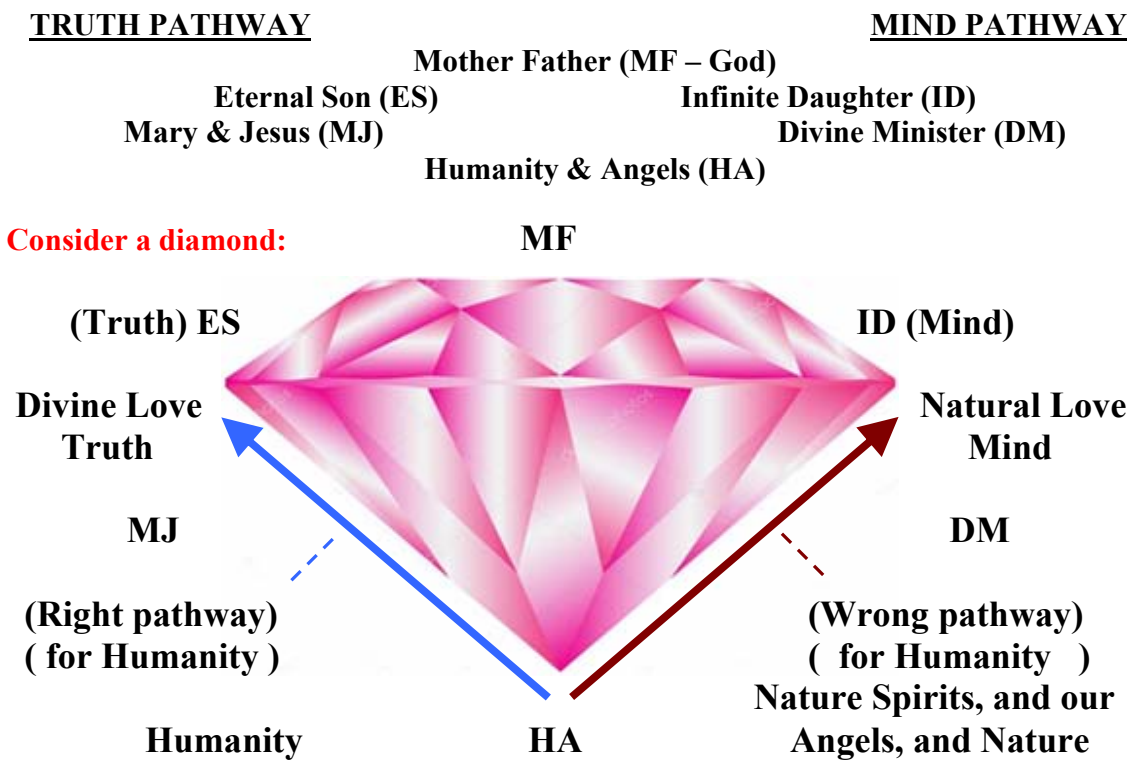 TRUTH PATHWAY MIND PATHWAY
Mother Father (MF – God)
Eternal Son (ES) Infinite Daughter (ID)
Mary & Jesus (MJ) Divine Minister (DM)
Humanity & Angels (HA)
Consider a diamond: MF
(Truth) ES ID (Mind)
Divine Love Natural Love
Truth Mind
MJ DM
(Right pathway) (Wrong pathway)
( for Humanity ) ( for Humanity )
Nature Spirits, and our
Humanity HA Angels, and Nature